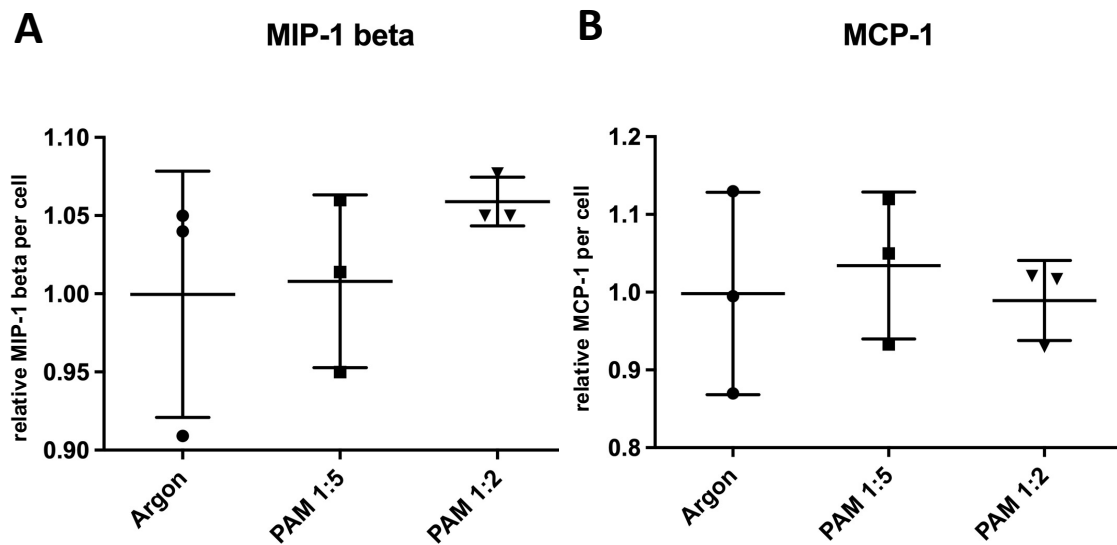 A
MIP-1 beta
relative MIP-1 beta per cell
1.10
1.05
1.00
0.95
0.90
Argon
PAM 1:5
PAM 1:2
B
MCP-1
relative MCP-1 per cell
1.2
1.1
1.0
0.9
0.8
Argon
PAM 1:5
PAM 1:2